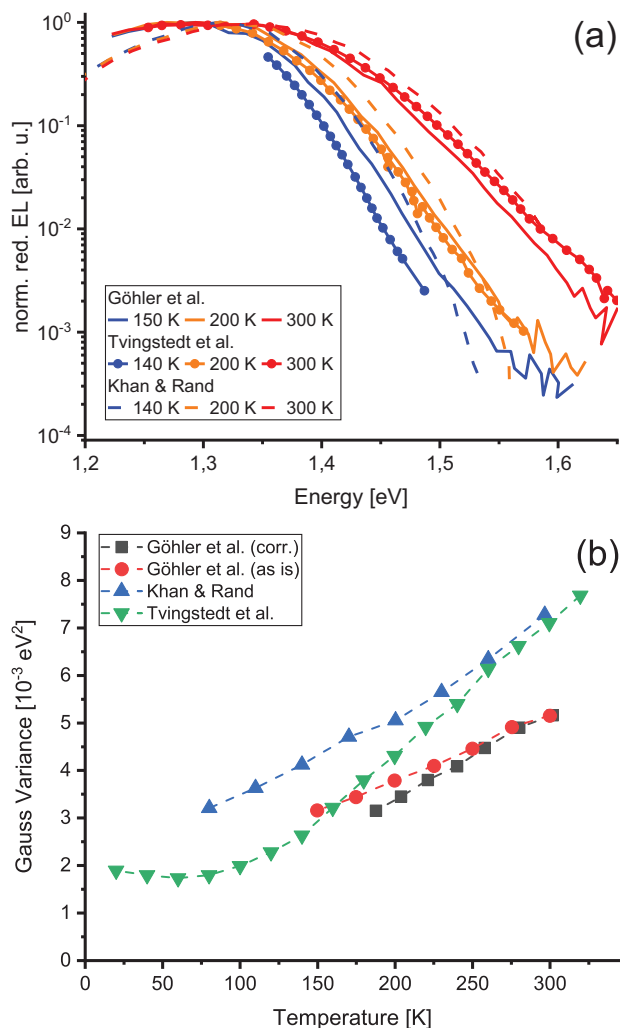 (a)
norm. red. EL [arb. u.]
10⁰
10⁻¹
10⁻²
10⁻³
10⁻⁴
Göhler et al.
150 K 200 K 300 K
Tvingstedt et al.
140 K 200 K 300 K
Khan & Rand
140 K 200 K 300 K
1,2 1,3 1,4 1,5 1,6
Energy [eV]
(b)
Göhler et al. (corr.)
Göhler et al. (as is)
Khan & Rand
Tvingstedt et al.
Gauss Variance [10⁻³ eV²]
9
8
7
6
5
4
3
2
1
0
0 50 100 150 200 250 300
Temperature [K]